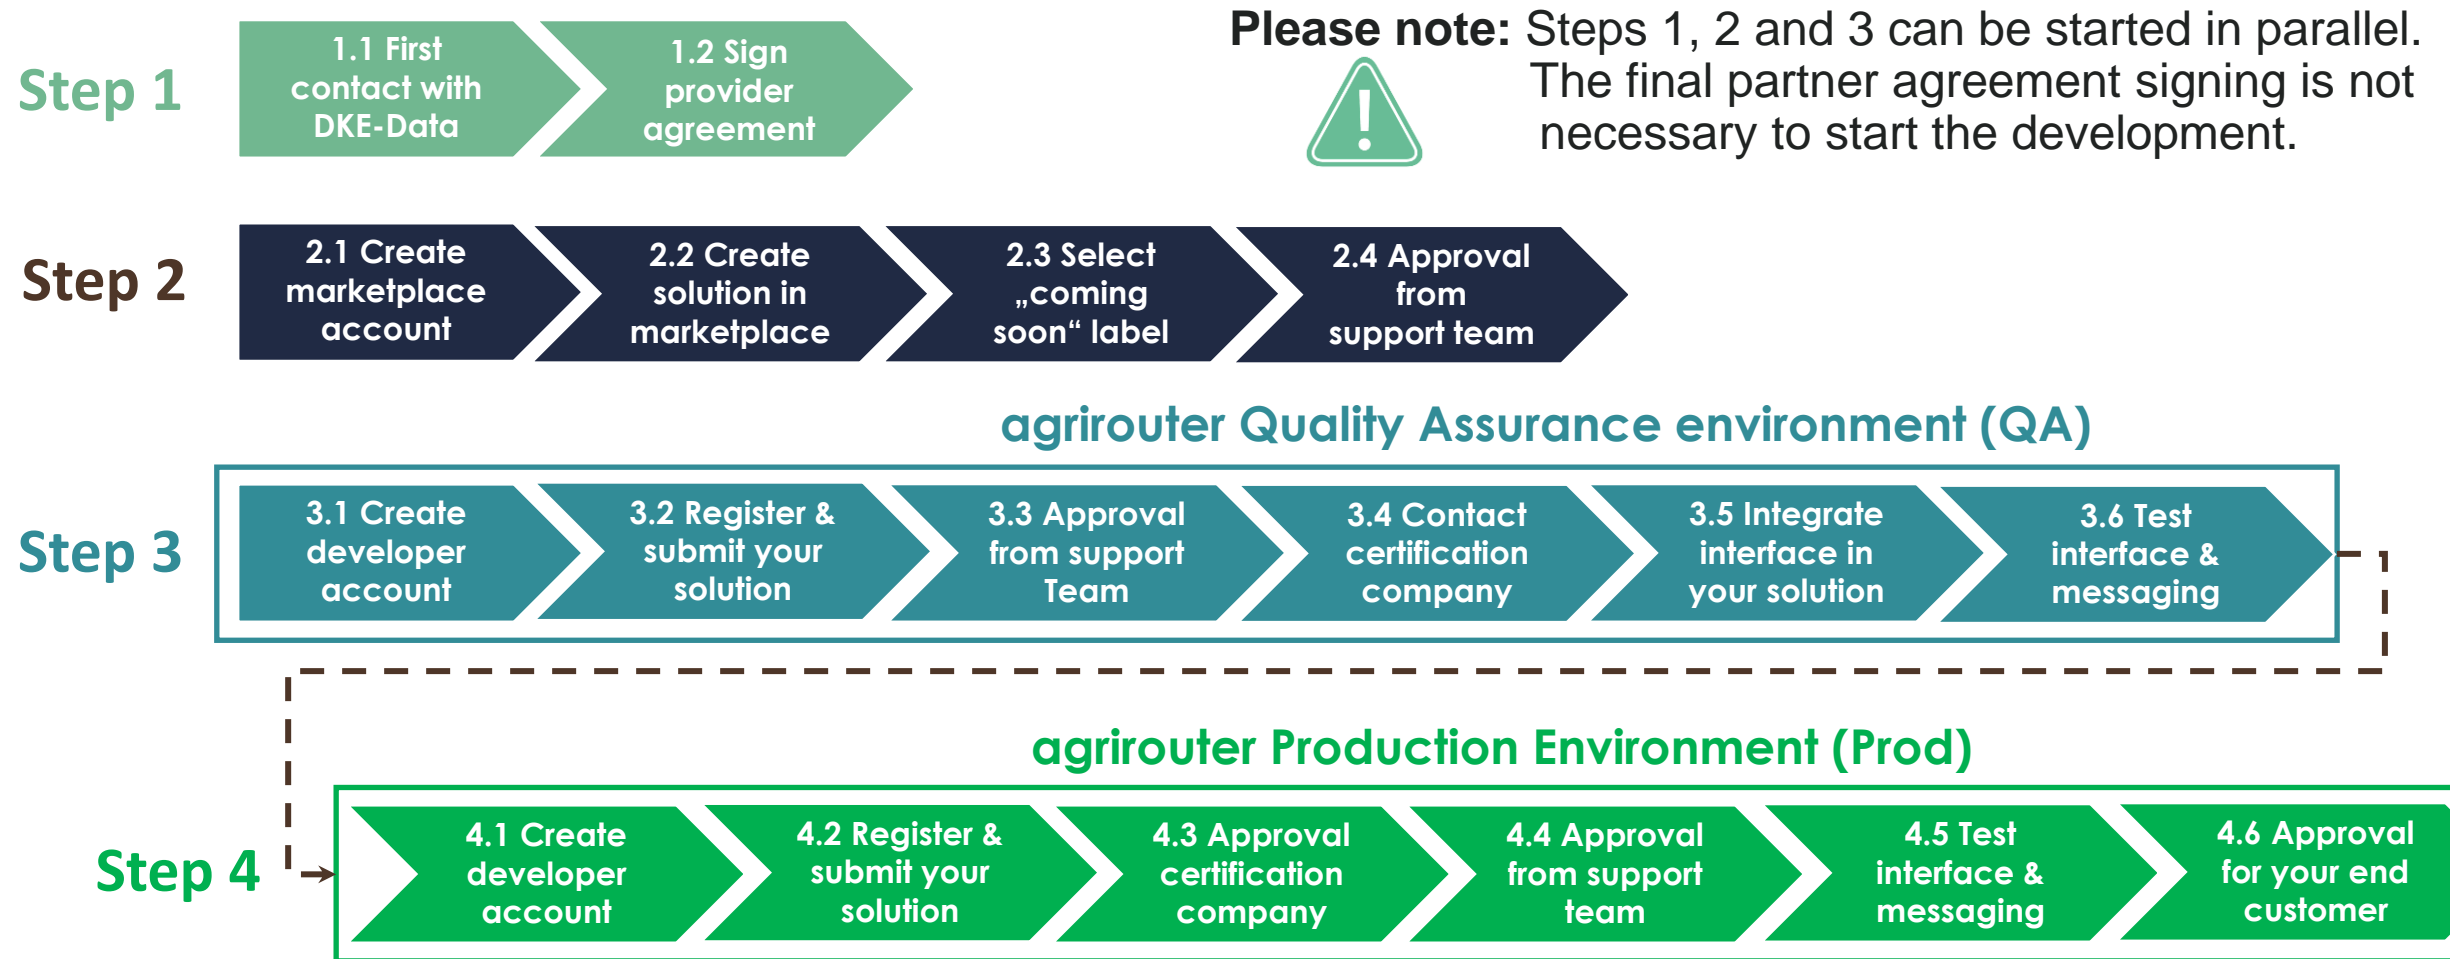 Please note: Steps 1, 2 and 3 can be started in parallel.
The final partner agreement signing is not
necessary to start the development.
!
Step 1
1.1 First
contact with
DKE-Data
1.2 Sign
provider
agreement
Step 2
2.1 Create
marketplace
account
2.2 Create
solution in
marketplace
2.3 Select
„coming
soon“ label
2.4 Approval
from
support team
agrirouter Quality Assurance environment (QA)
Step 3
3.1 Create
developer
account
3.2 Register &
submit your
solution
3.3 Approval
from support
Team
3.4 Contact
certification
company
3.5 Integrate
interface in
your solution
3.6 Test
interface &
messaging
agrirouter Production Environment (Prod)
Step 4
4.1 Create
developer
account
4.2 Register &
submit your
solution
4.3 Approval
certification
company
4.4 Approval
from support
team
4.5 Test
interface &
messaging
4.6 Approval
for your end
customer